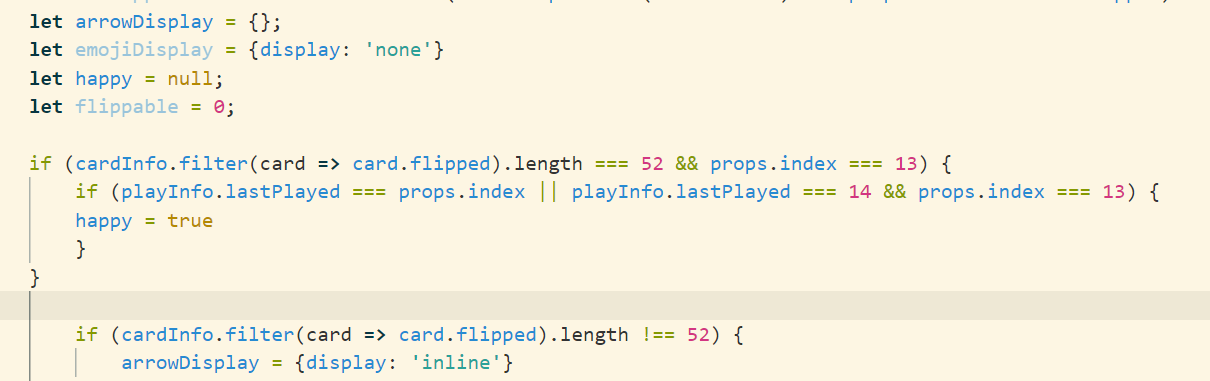 let arrowDisplay = {};
let emojiDisplay = {display: 'none'}
let happy = null;
let flippable = 0;
if (cardInfo.filter(card => card.flipped).length === 52 && props.index === 13) {
if (playInfo.lastPlayed === props.index || playInfo.lastPlayed === 14 && props.index === 13) {
happy = true
}
}
if (cardInfo.filter(card => card.flipped).length !== 52) {
arrowDisplay = {display: 'inline'}